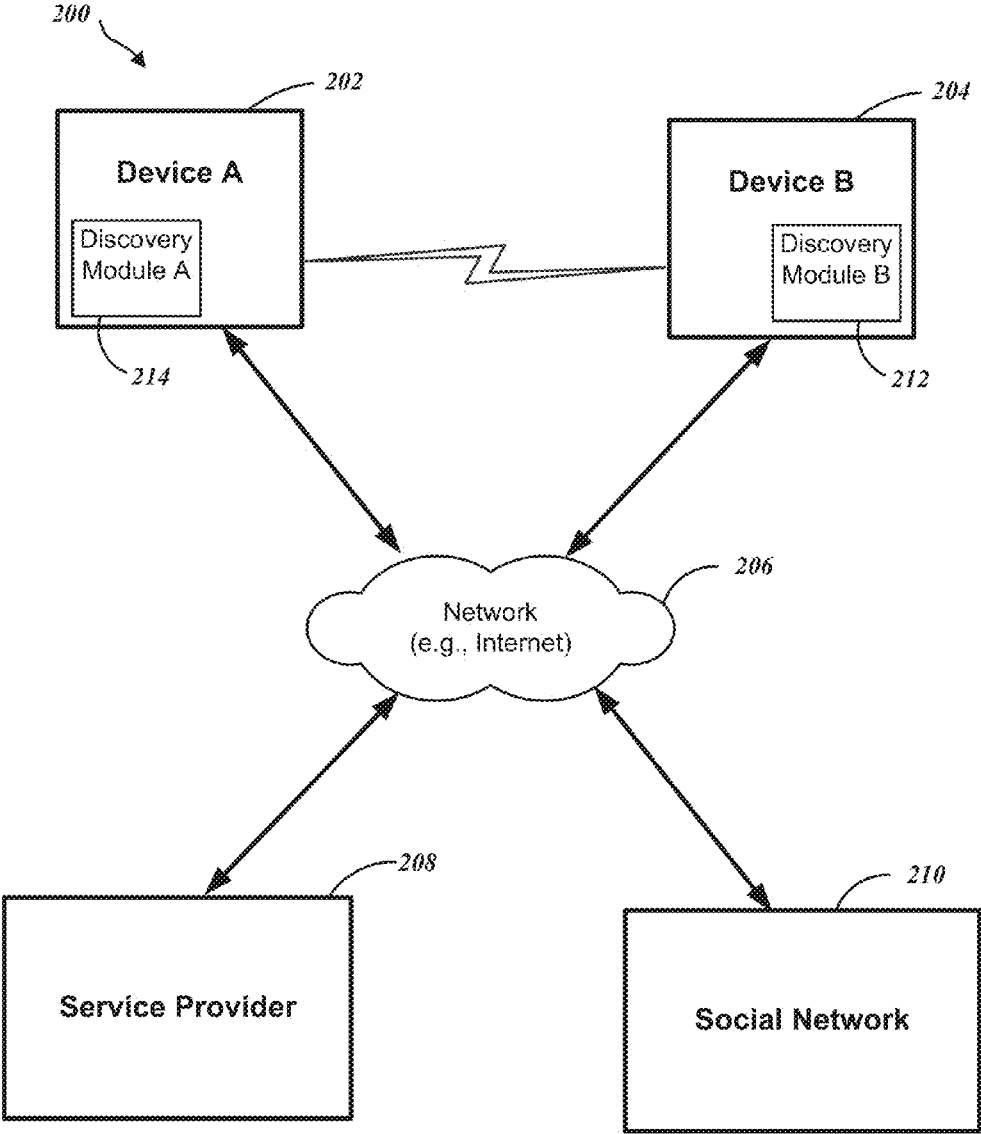 200
202
204
Device A
Device B
Discovery
Module A
Discovery
Module B
214
212
206
Network
(e.g., Internet)
208
210
Service Provider
Social Network